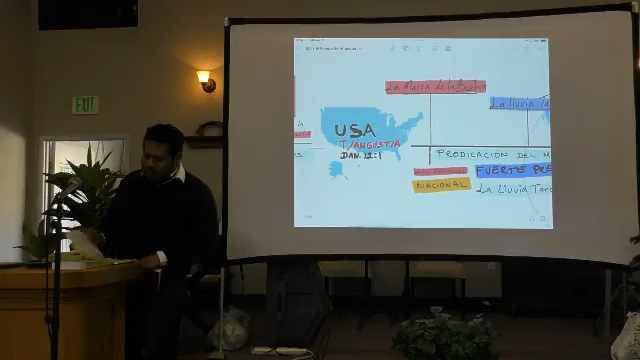 EXIT
La Marca de la Bestia
La lluvia Ta
USA
T/ANGUSTIA
DAN. 12:1
PREDICACIÓN DEL M
FUERTE PRE
NACIONAL
La Lluvia Tard